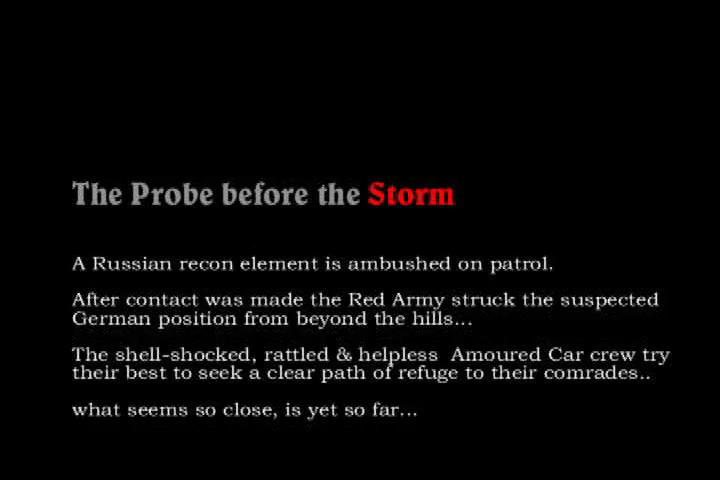 The Probe before the Storm
A Russian recon element is ambushed on patrol.
After contact was made the Red Army struck the suspected
German position from beyond the hills...
The shell-shocked, rattled & helpless  Amoured Car crew try
their best to seek a clear path of refuge to their comrades..
what seems so close, is yet so far...